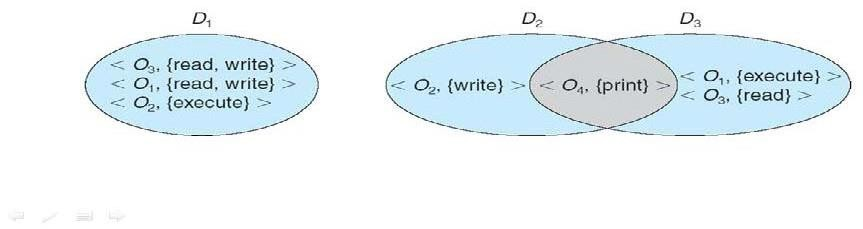 D₁
< O₃, {read, write} >
< O₁, {read, write} >
< O₂, {execute} >
D₂
D₃
< O₂, {write} >
< O₄, {print} >
< O₁, {execute} >
< O₃, {read} >